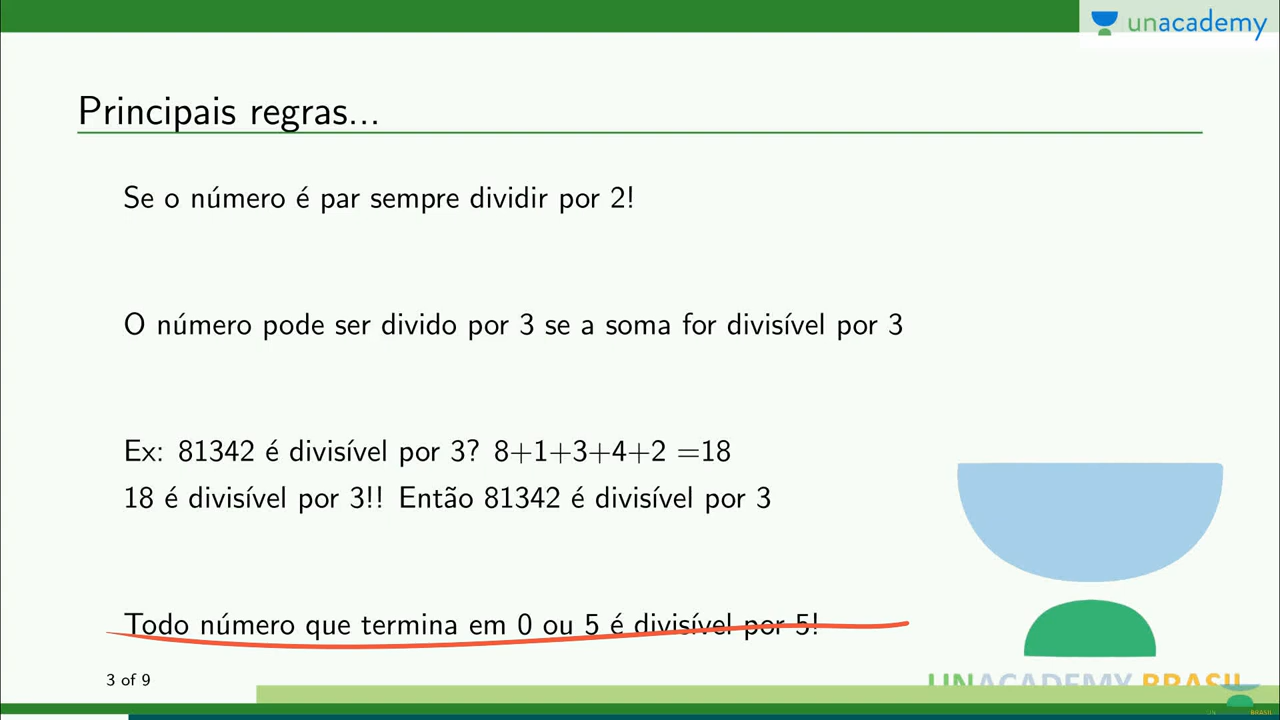 unacademy
Principais regras...
Se o número é par sempre dividir por 2!
O número pode ser divido por 3 se a soma for divisível por 3
Ex: 81342 é divisível por 3? 8+1+3+4+2 =18
18 é divisível por 3!! Então 81342 é divisível por 3
Todo número que termina em 0 ou 5 é divisível por 5!
3 of 9
UNACADEMY BRASIL